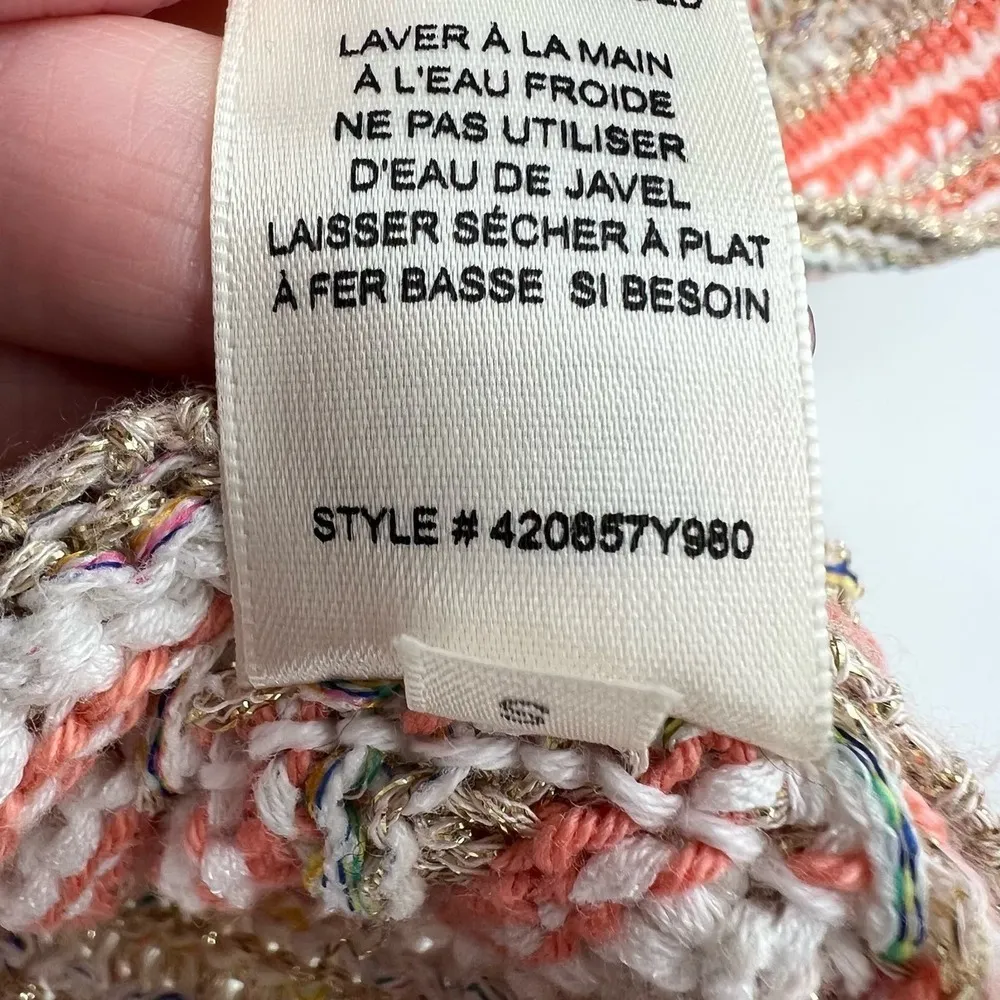 LAVER À LA MAIN
À L'EAU FROIDE
NE PAS UTILISER
D'EAU DE JAVEL
LAISSER SÉCHER À PLAT
À FER BASSE SI BESOIN
STYLE # 420857Y980
S